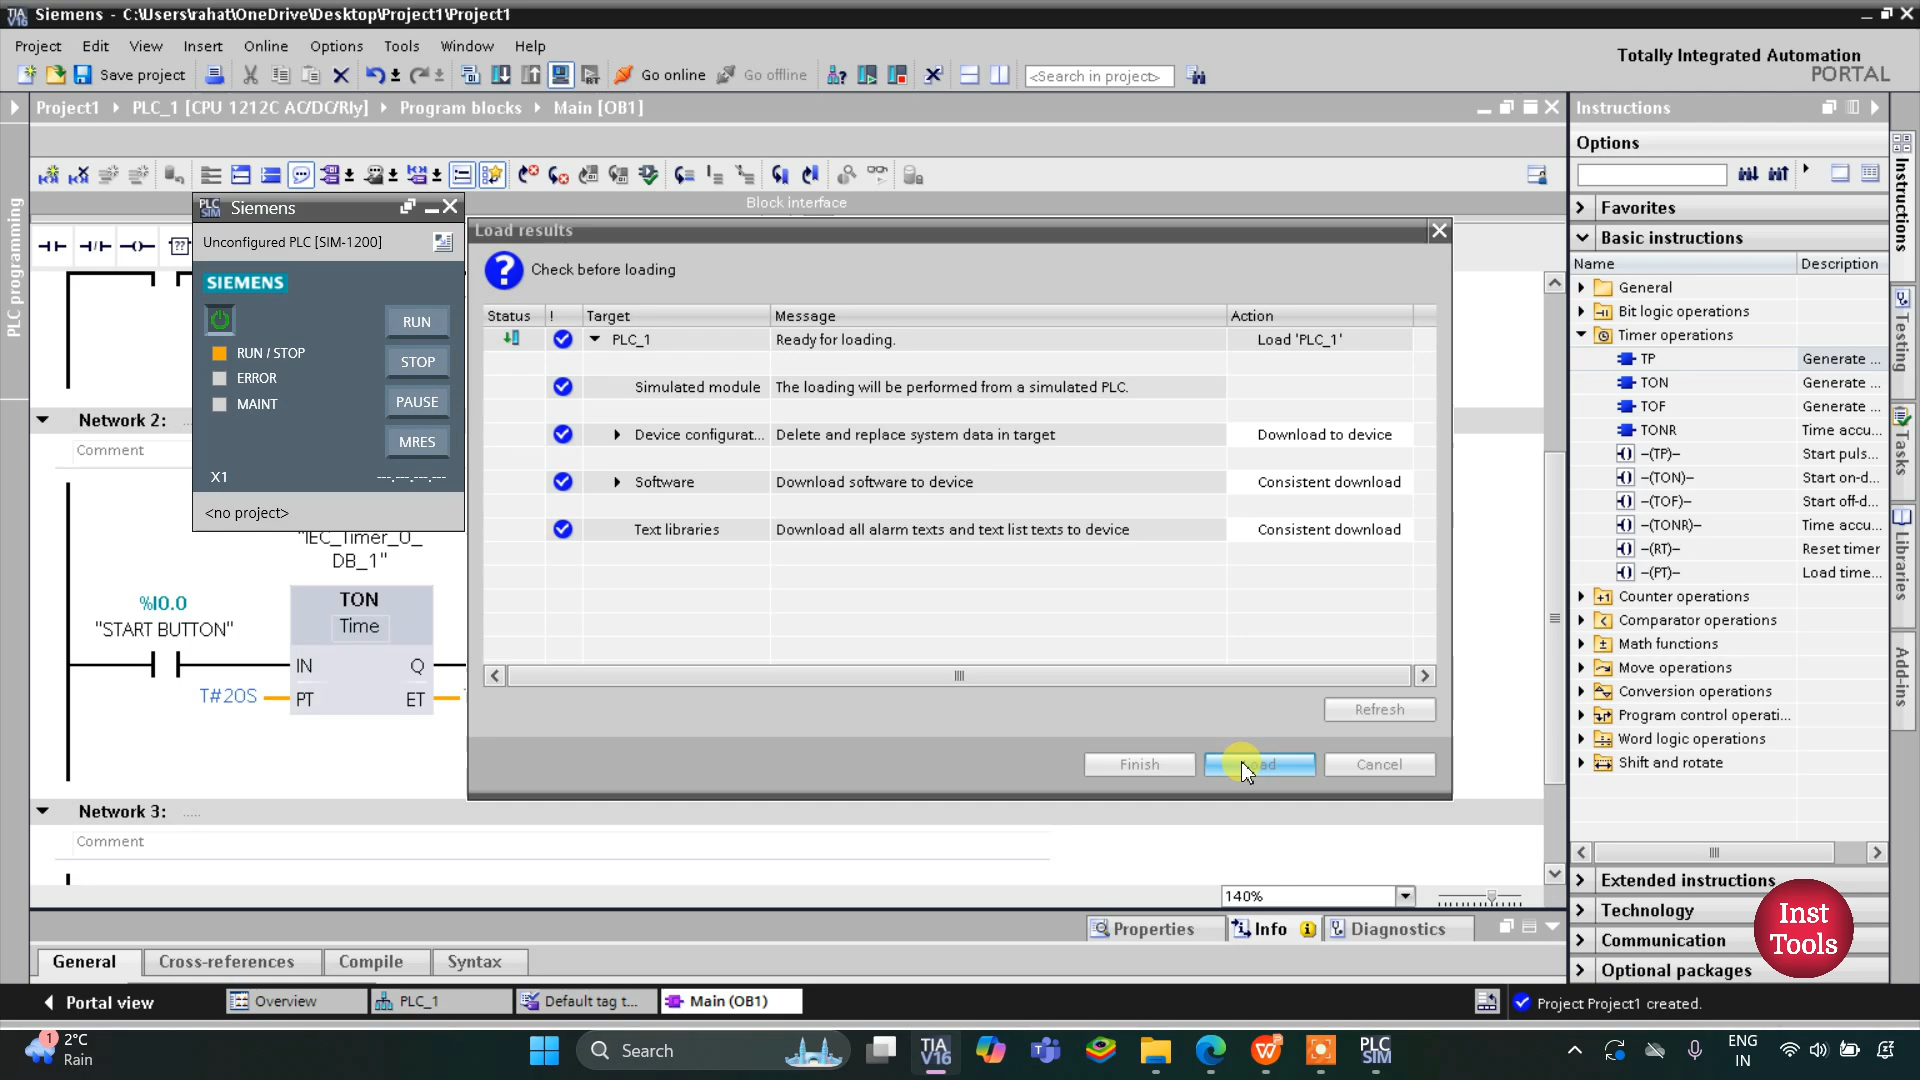 Siemens - C:\Users\rahat\OneDrive\Desktop\Project1\Project1
Project Edit View Insert Online Options Tools Window Help
Totally Integrated Automation
PORTAL
Save project
Go online
Go offline
<Search in project>
Project1 PLC_1 [CPU 1212C AC/DC/Rly] Program blocks Main [OB1]
Instructions
Options
Block interface
PLC SIM Siemens
Unconfigured PLC [SIM-1200]
SIEMENS
RUN
RUN / STOP
STOP
ERROR
MAINT
PAUSE
MRES
X1 ---.---.---.---
<no project>
Load results
Check before loading
Status ! Target Message Action
PLC_1 Ready for loading. Load 'PLC_1'
Simulated module The loading will be performed from a simulated PLC.
Device configurat... Delete and replace system data in target Download to device
Software Download software to device Consistent download
Text libraries Download all alarm texts and text list texts to device Consistent download
Refresh
Finish
Cancel
PLC programming
??
Network 2: .....
Comment
"IEC_Timer_0_
DB_1"
TON
Time
%I0.0
"START BUTTON"
IN Q
T#20S PT ET
Network 3: .....
Comment
140%
Favorites
Basic instructions
Name Description
General
Bit logic operations
Timer operations
TP Generate ...
TON Generate ...
TOF Generate ...
TONR Time accu...
-(TP)- Start puls...
-(TON)- Start on-d...
-(TOF)- Start off-d...
-(TONR)- Time accu...
-(RT)- Reset timer
-(PT)- Load time...
Counter operations
Comparator operations
Math functions
Move operations
Conversion operations
Program control operati...
Word logic operations
Shift and rotate
Extended instructions
Technology
Communication
Optional packages
Instructions
Testing
Tasks
Libraries
Add-ins
Inst
Tools
Properties Info Diagnostics
General Cross-references Compile Syntax
Portal view Overview PLC_1 Default tag t... Main (OB1)
Project Project1 created.
1
2°C
Rain
Search
TIA
V16
PLC
SIM
ENG
IN